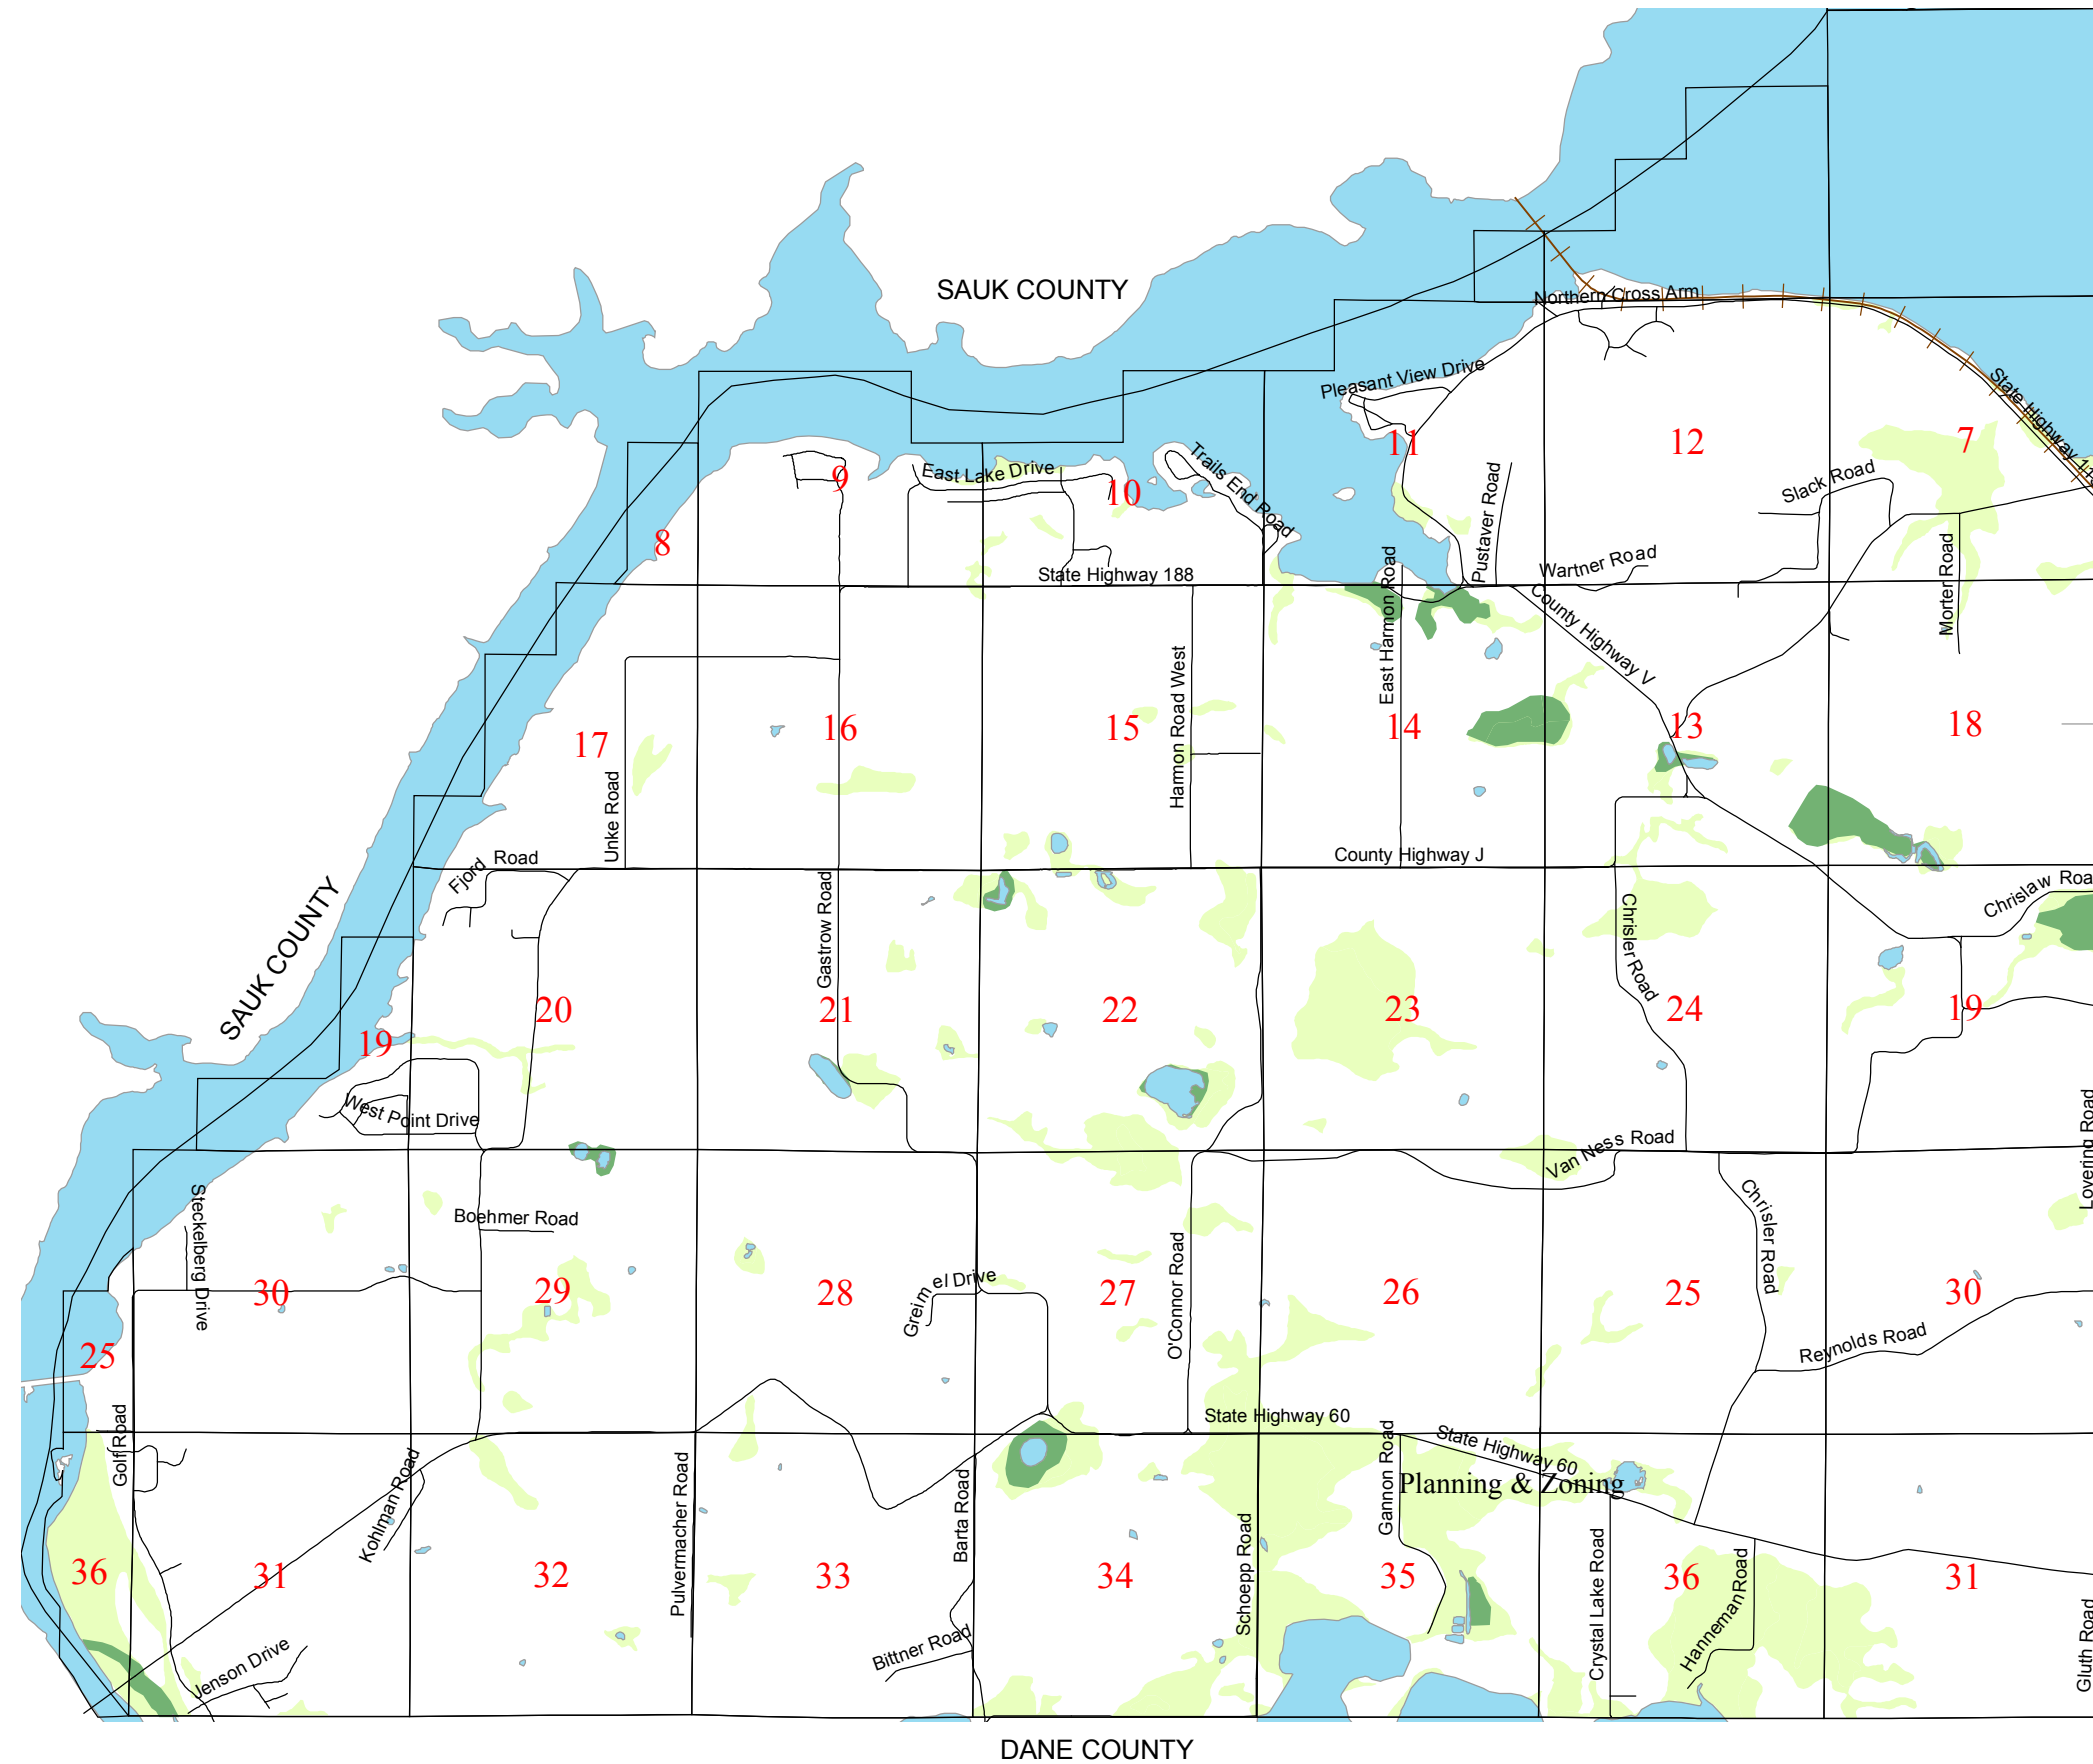 SAUK COUNTY
Northern Cross Arm
Pleasant View Drive
State Highway
11
12
7
9
East Lake Drive
10
Trails End Road
Pustaver Road
Slack Road
8
State Highway 188
East Harmon Road
Wartner Road
County Highway V
Morter Road
17
16
15
Harmon Road West
14
13
18
Unke Road
Fjord Road
County Highway J
SAUK COUNTY
Gastrow Road
Chrisler Road
Chrislaw Roa
19
20
21
22
23
24
19
West Point Drive
Van Ness Road
Lovering Road
Steckelberg Drive
Boehmer Road
Chrisler Road
30
29
28
Greimel Drive
27
O'Connor Road
26
25
30
25
Reynolds Road
Golf Road
State Highway 60
Gannon Road
State Highway 60
Planning & Zoning
Kohlman Road
Pulvermacher Road
Barta Road
Schoepp Road
Crystal Lake Road
Hanneman Road
36
31
32
33
34
35
36
31
Jenson Drive
Bittner Road
Gluth Road
DANE COUNTY